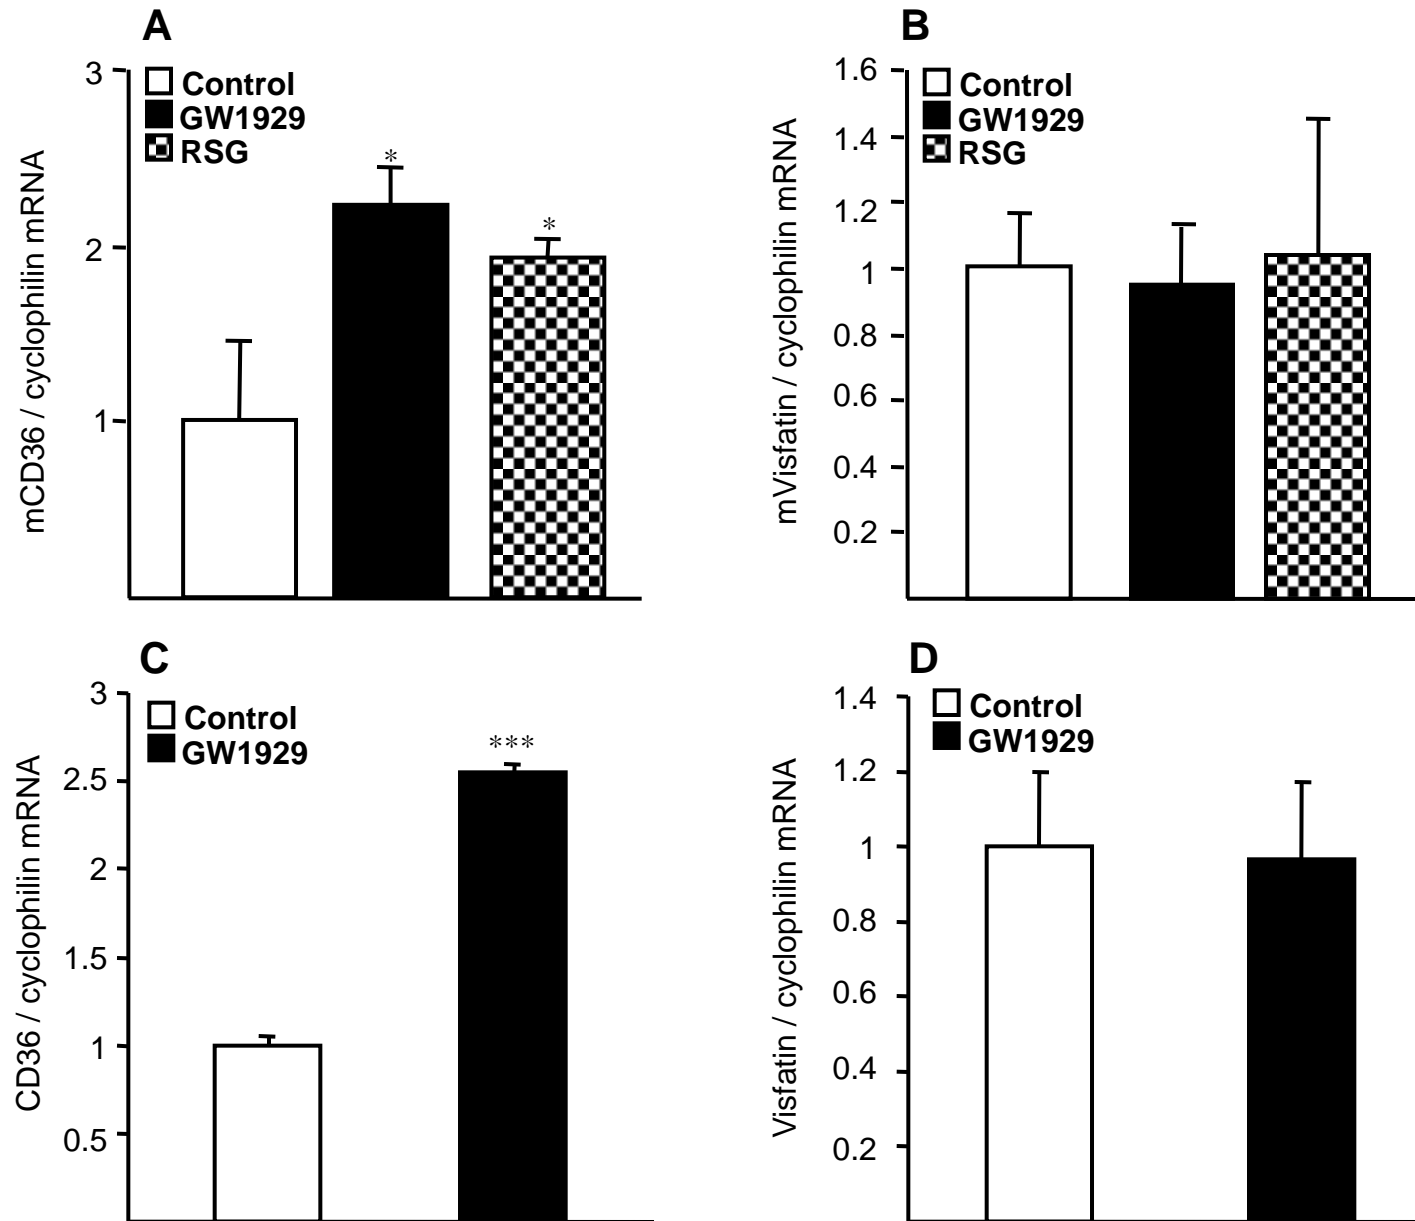 A
3
2
1
mCD36 / cyclophilin mRNA
Control
GW1929
RSG
*
*
B
1.6
1.4
1.2
1
0.8
0.6
0.4
0.2
mVisfatin / cyclophilin mRNA
Control
GW1929
RSG
C
3
2.5
2
1.5
1
0.5
CD36 / cyclophilin mRNA
Control
GW1929
***
D
1.4
1.2
1
0.8
0.6
0.4
0.2
Visfatin / cyclophilin mRNA
Control
GW1929